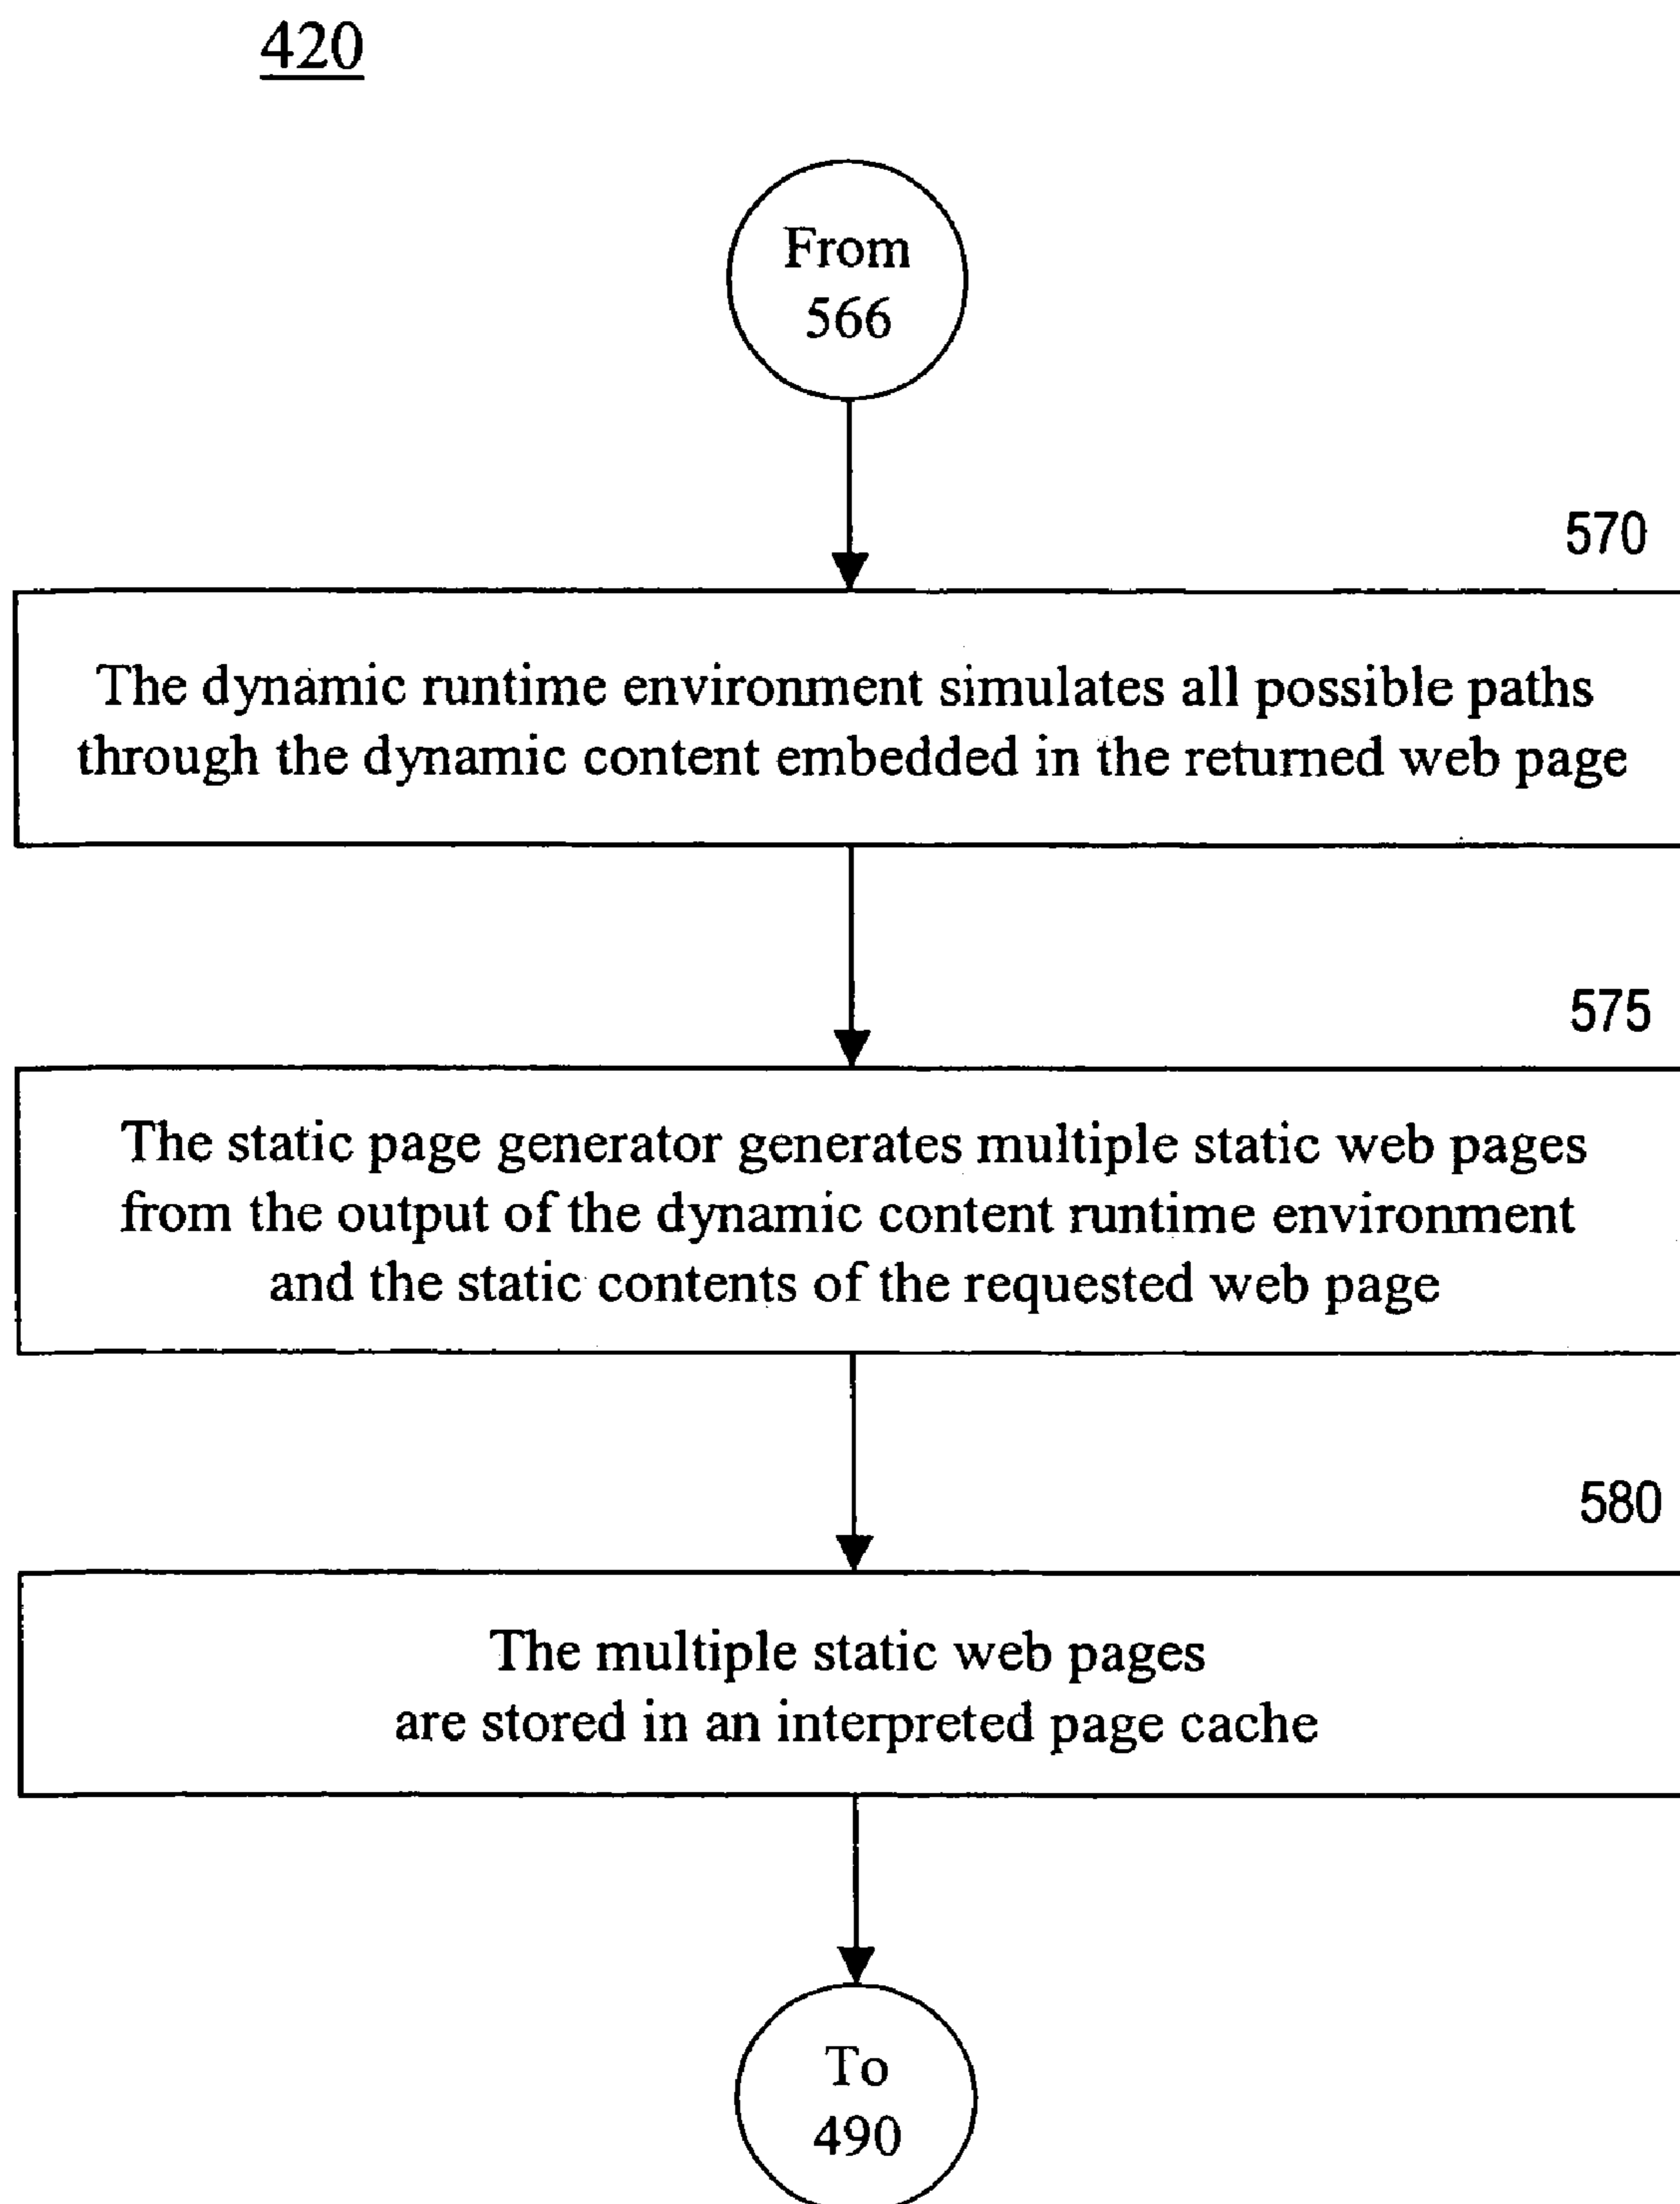 420
From
566
570
The dynamic runtime environment simulates all possible paths
through the dynamic content embedded in the returned web page
575
The static page generator generates multiple static web pages
from the output of the dynamic content runtime environment
and the static contents of the requested web page
580
The multiple static web pages
are stored in an interpreted page cache
To
490